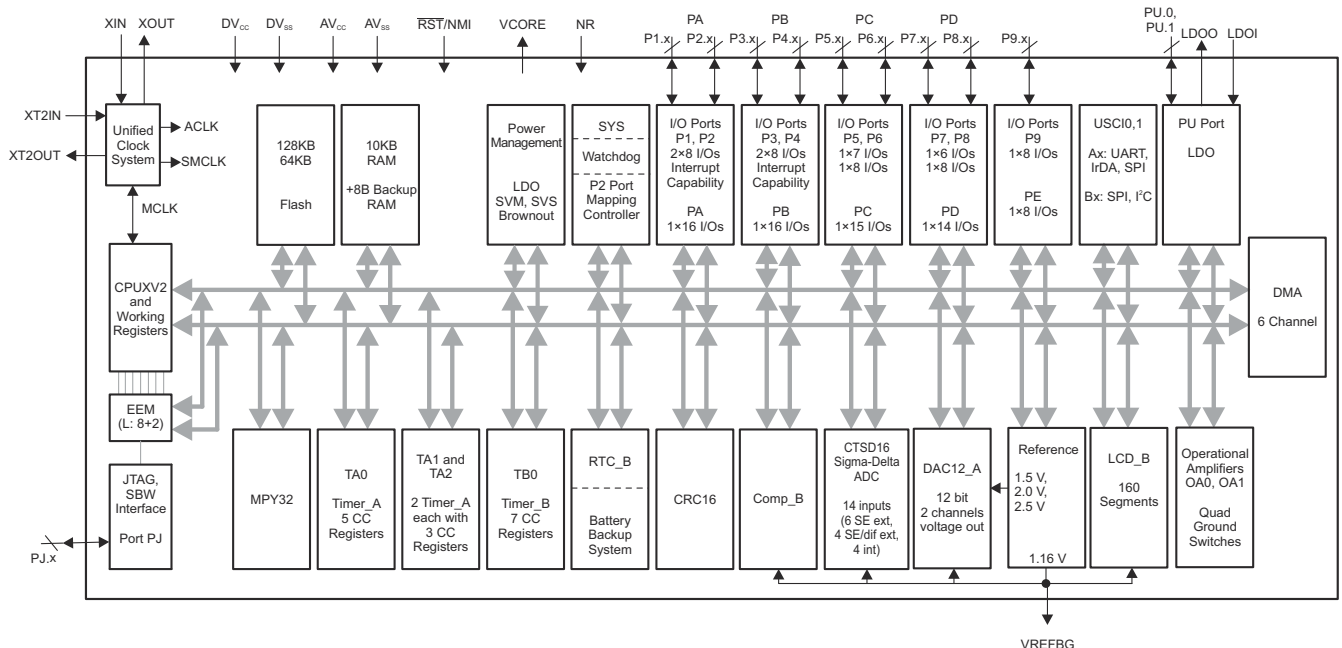 XIN
XOUT
DVCC
DVSS
AVCC
AVSS
RST/NMI
VCORE
NR
PA
P1.x
P2.x
PB
P3.x
P4.x
PC
P5.x
P6.x
PD
P7.x
P8.x
P9.x
PU.0,
PU.1
LDOO
LDOI
XT2IN
XT2OUT
Unified
Clock
System
ACLK
SMCLK
MCLK
128KB
64KB
Flash
10KB
RAM
+8B Backup
RAM
Power
Management
LDO
SVM, SVS
Brownout
SYS
Watchdog
P2 Port
Mapping
Controller
I/O Ports
P1, P2
2×8 I/Os
Interrupt
Capability
PA
1×16 I/Os
I/O Ports
P3, P4
2×8 I/Os
Interrupt
Capability
PB
1×16 I/Os
I/O Ports
P5, P6
1×7 I/Os
1×8 I/Os
PC
1×15 I/Os
I/O Ports
P7, P8
1×6 I/Os
1×8 I/Os
PD
1×14 I/Os
I/O Ports
P9
1×8 I/Os
PE
1×8 I/Os
USCI0,1
Ax: UART,
IrDA, SPI
Bx: SPI, I²C
PU Port
LDO
CPUXV2
and
Working
Registers
DMA
6 Channel
EEM
(L: 8+2)
JTAG,
SBW
Interface
Port PJ
PJ.x
MPY32
TA0
Timer_A
5 CC
Registers
TA1 and
TA2
2 Timer_A
each with
3 CC
Registers
TB0
Timer_B
7 CC
Registers
RTC_B
Battery
Backup
System
CRC16
Comp_B
CTSD16
Sigma-Delta
ADC
14 inputs
(6 SE ext,
4 SE/dif ext,
4 int)
DAC12_A
12 bit
2 channels
voltage out
Reference
1.5 V,
2.0 V,
2.5 V
1.16 V
LCD_B
160
Segments
Operational
Amplifiers
OA0, OA1
Quad
Ground
Switches
VREFBG